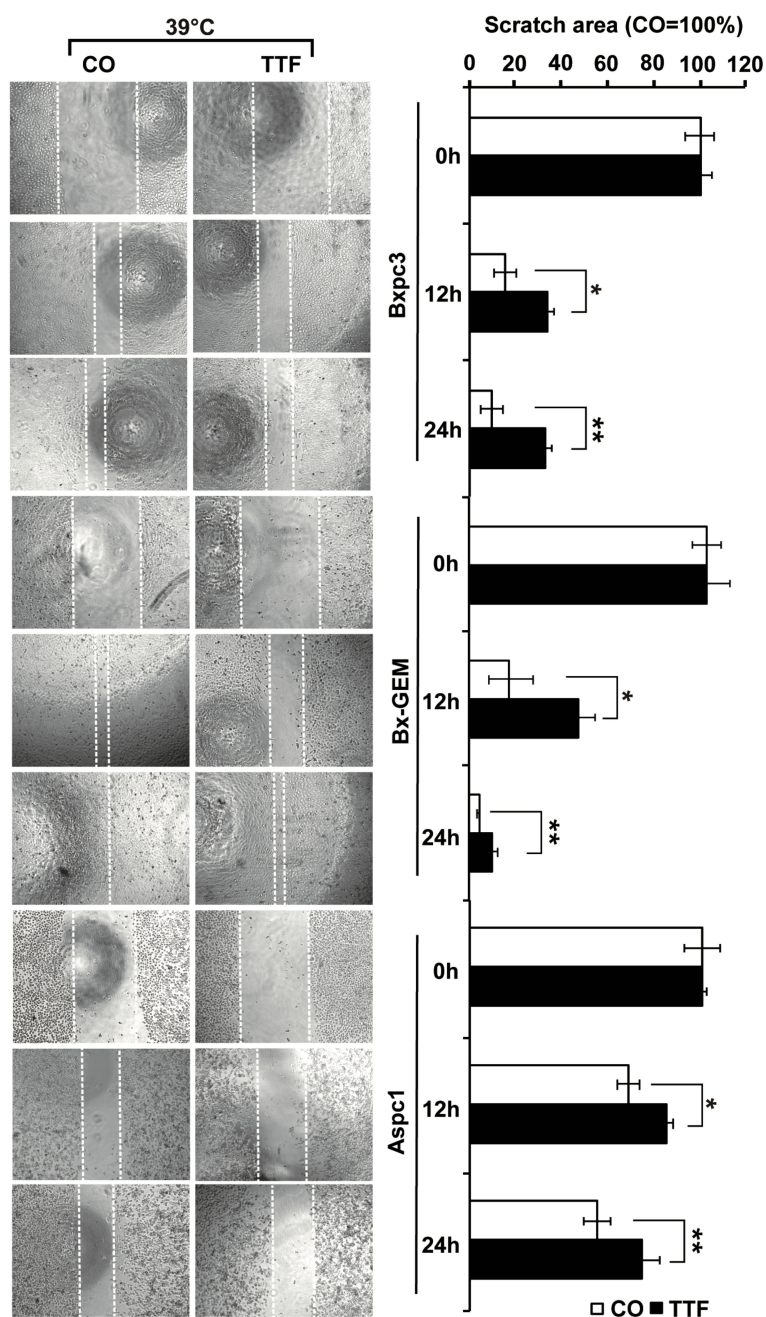 39°C
CO TTF
Scratch area (CO=100%)
0 20 40 60 80 100 120
Bxpc3
0h
12h
*
24h
**
Bx-GEM
0h
12h
*
24h
**
Aspc1
0h
12h
*
24h
**
CO TTF